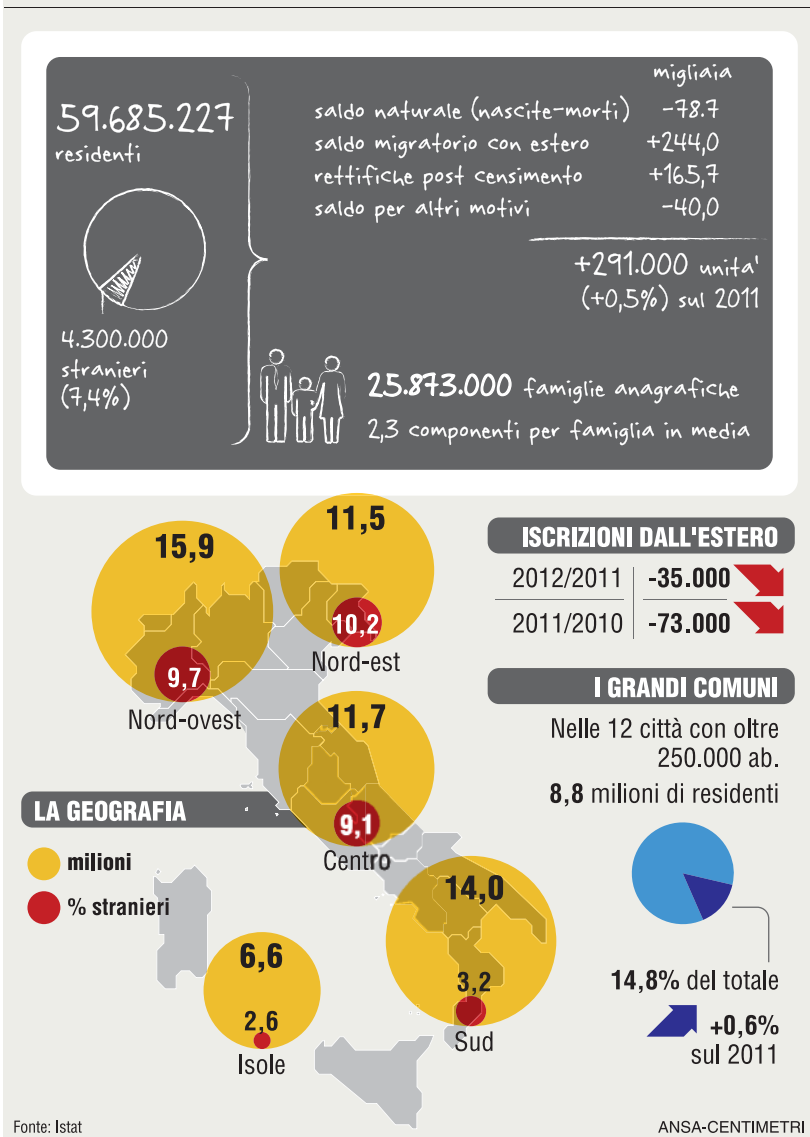 59.685.227
residenti
4.300.000
stranieri
(7,4%)
migliaia
saldo naturale (nascite-morti) -78.7
saldo migratorio con estero +244,0
rettifiche post censimento +165,7
saldo per altri motivi -40,0
+291.000 unita'
(+0,5%) sul 2011
25.873.000 famiglie anagrafiche
2,3 componenti per famiglia in media
15,9
9,7
Nord-ovest
11,5
10,2
Nord-est
11,7
9,1
Centro
LA GEOGRAFIA
milioni
% stranieri
14,0
3,2
Sud
6,6
2,6
Isole
ISCRIZIONI DALL'ESTERO
2012/2011 -35.000
2011/2010 -73.000
I GRANDI COMUNI
Nelle 12 città con oltre
250.000 ab.
8,8 milioni di residenti
14,8% del totale
+0,6%
sul 2011
Fonte: Istat
ANSA-CENTIMETRI